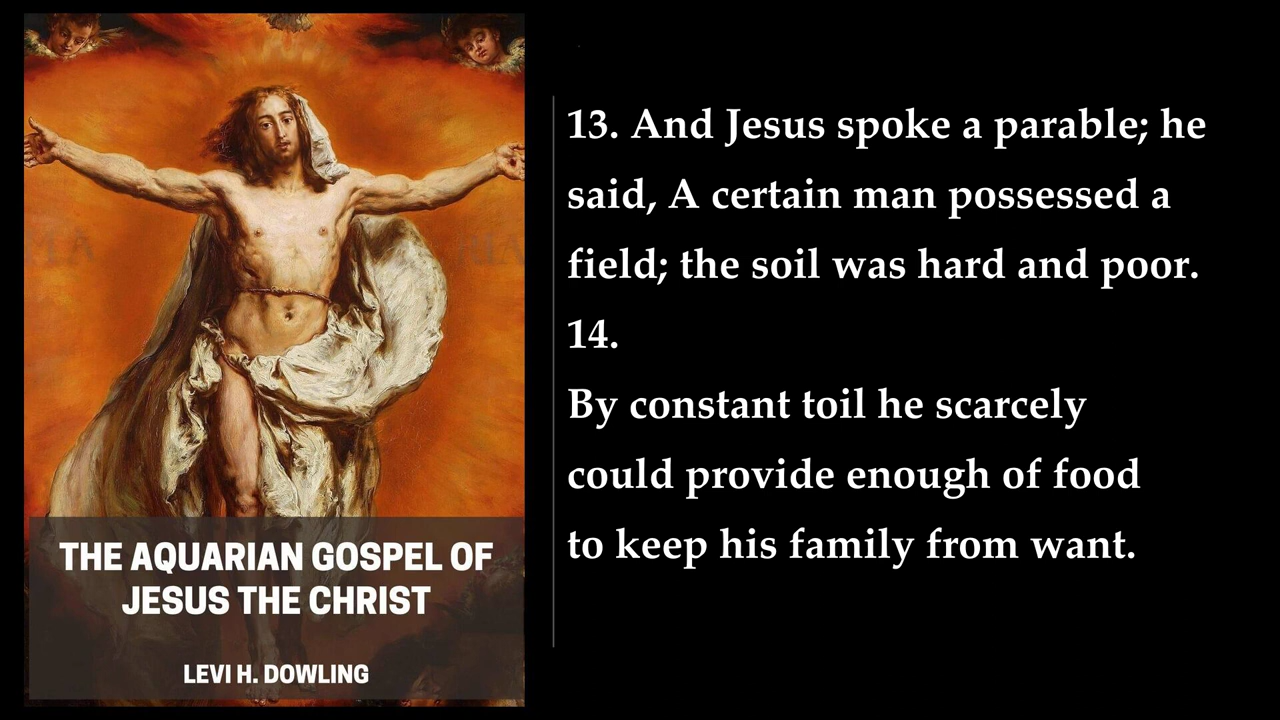 THE AQUARIAN GOSPEL OF
JESUS THE CHRIST
LEVI H. DOWLING
13. And Jesus spoke a parable; he
said, A certain man possessed a
field; the soil was hard and poor.
14.
By constant toil he scarcely
could provide enough of food
to keep his family from want.